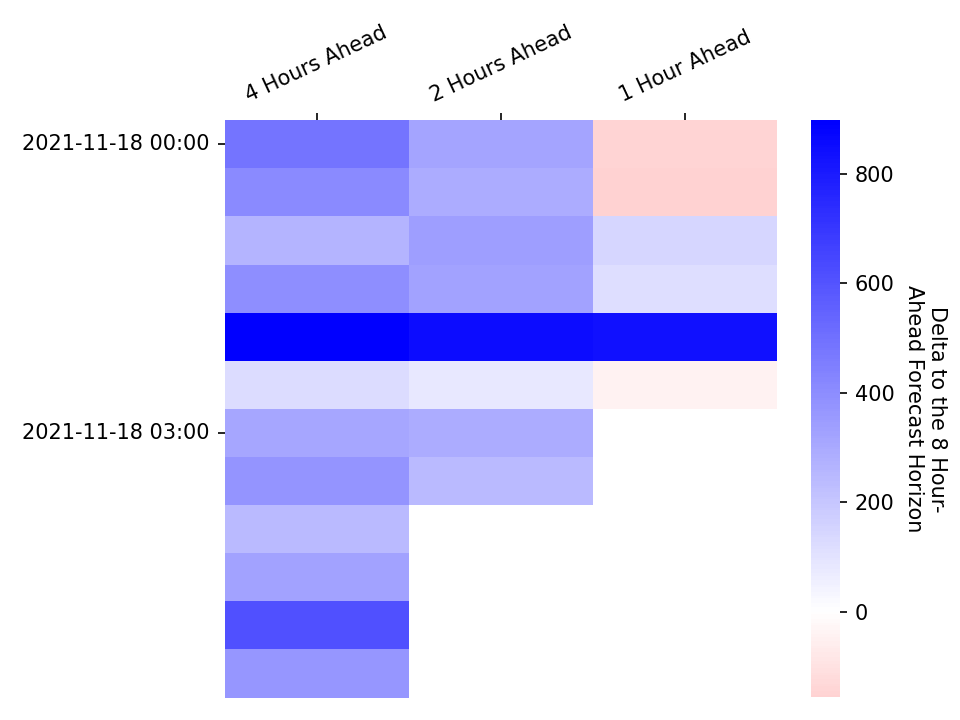 4 Hours Ahead
2 Hours Ahead
1 Hour Ahead
2021-11-18 00:00
2021-11-18 03:00
800
600
400
200
0
Delta to the 8 Hour-
Ahead Forecast Horizon